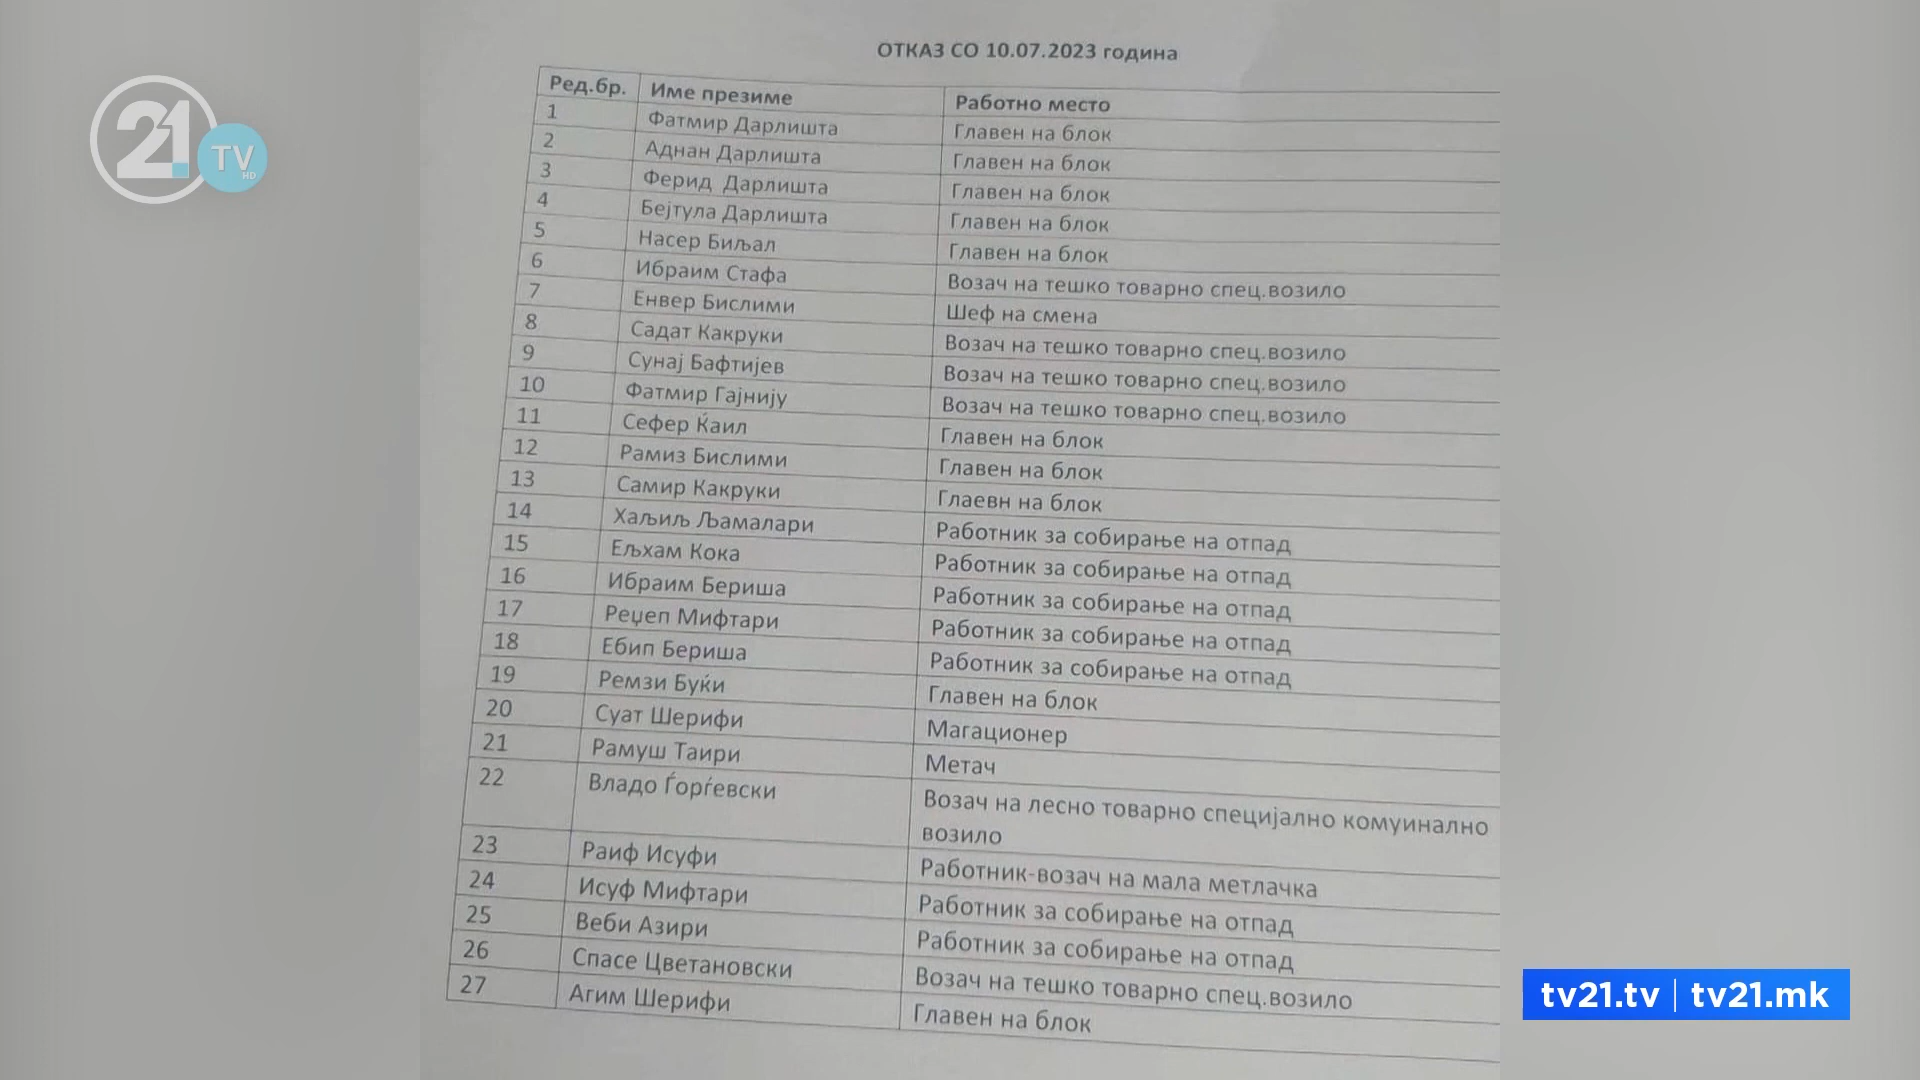 21
TV
HD
ОТКАЗ СО 10.07.2023 година
Ред.бр. Име презиме Работно место
1 Фатмир Дарлишта Главен на блок
2 Аднан Дарлишта Главен на блок
3 Ферид Дарлишта Главен на блок
4 Бејтула Дарлишта Главен на блок
5 Насер Биљал Главен на блок
6 Ибраим Стафа Возач на тешко товарно спец.возило
7 Енвер Бислими Шеф на смена
8 Садат Какруки Возач на тешко товарно спец.возило
9 Сунај Бафтијев Возач на тешко товарно спец.возило
10 Фатмир Гајнију Возач на тешко товарно спец.возило
11 Сефер Ќаил Главен на блок
12 Рамиз Бислими Главен на блок
13 Самир Какруки Глаевн на блок
14 Хаљиљ Љамалари Работник за собирање на отпад
15 Ељхам Кока Работник за собирање на отпад
16 Ибраим Бериша Работник за собирање на отпад
17 Реџеп Мифтари Работник за собирање на отпад
18 Ебип Бериша Работник за собирање на отпад
19 Ремзи Буќи Главен на блок
20 Суат Шерифи Магационер
21 Рамуш Таири Метач
22 Владо Ѓорѓевски Возач на лесно товарно специјално комуинално
возило
23 Раиф Исуфи Работник-возач на мала метлачка
24 Исуф Мифтари Работник за собирање на отпад
25 Веби Азири Работник за собирање на отпад
26 Спасе Цветановски Возач на тешко товарно спец.возило
27 Агим Шерифи Главен на блок
tv21.tv | tv21.mk